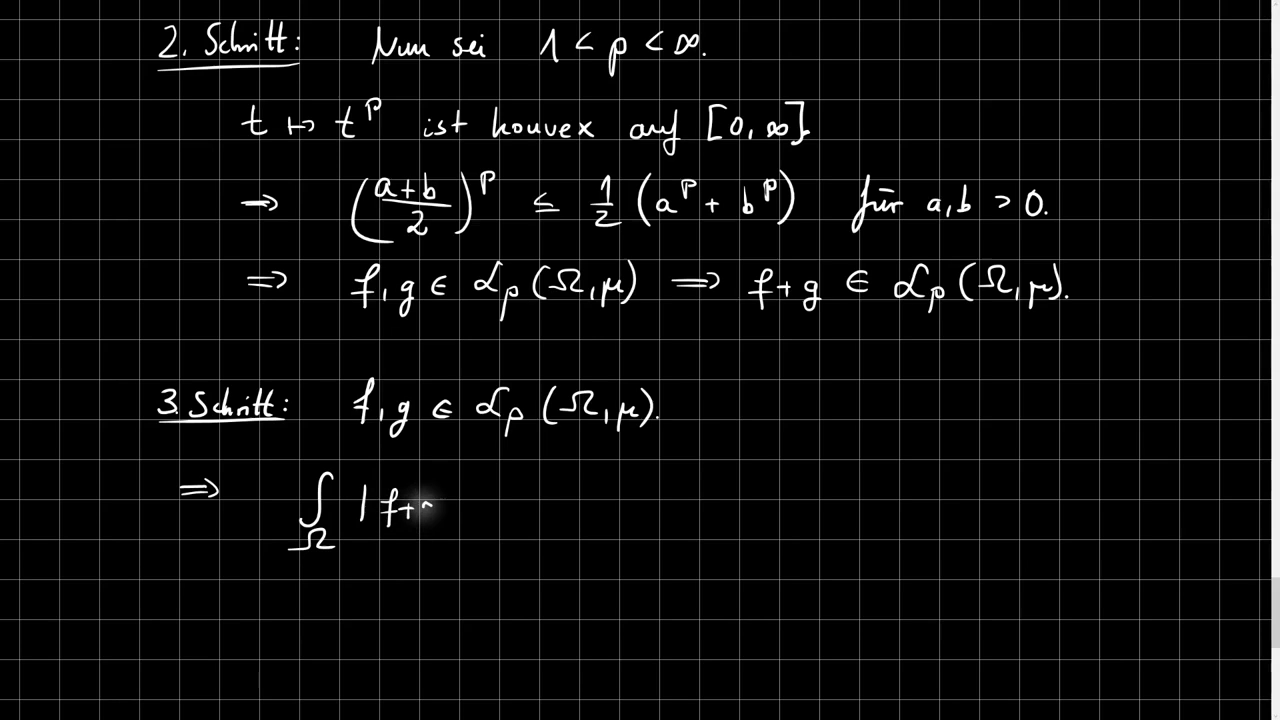 2. Schritt: Nun sei 1 < p < ∞.
t ↦ t^p ist konvex auf [0, ∞].
⇒ ((a+b)/2)^p ≤ 1/2 (a^p + b^p) für a, b > 0.
⇒ f, g ∈ ℒ_p (Ω, μ) ⇒ f+g ∈ ℒ_p (Ω, μ).
3. Schritt: f, g ∈ ℒ_p (Ω, μ).
⇒ ∫_Ω | f+